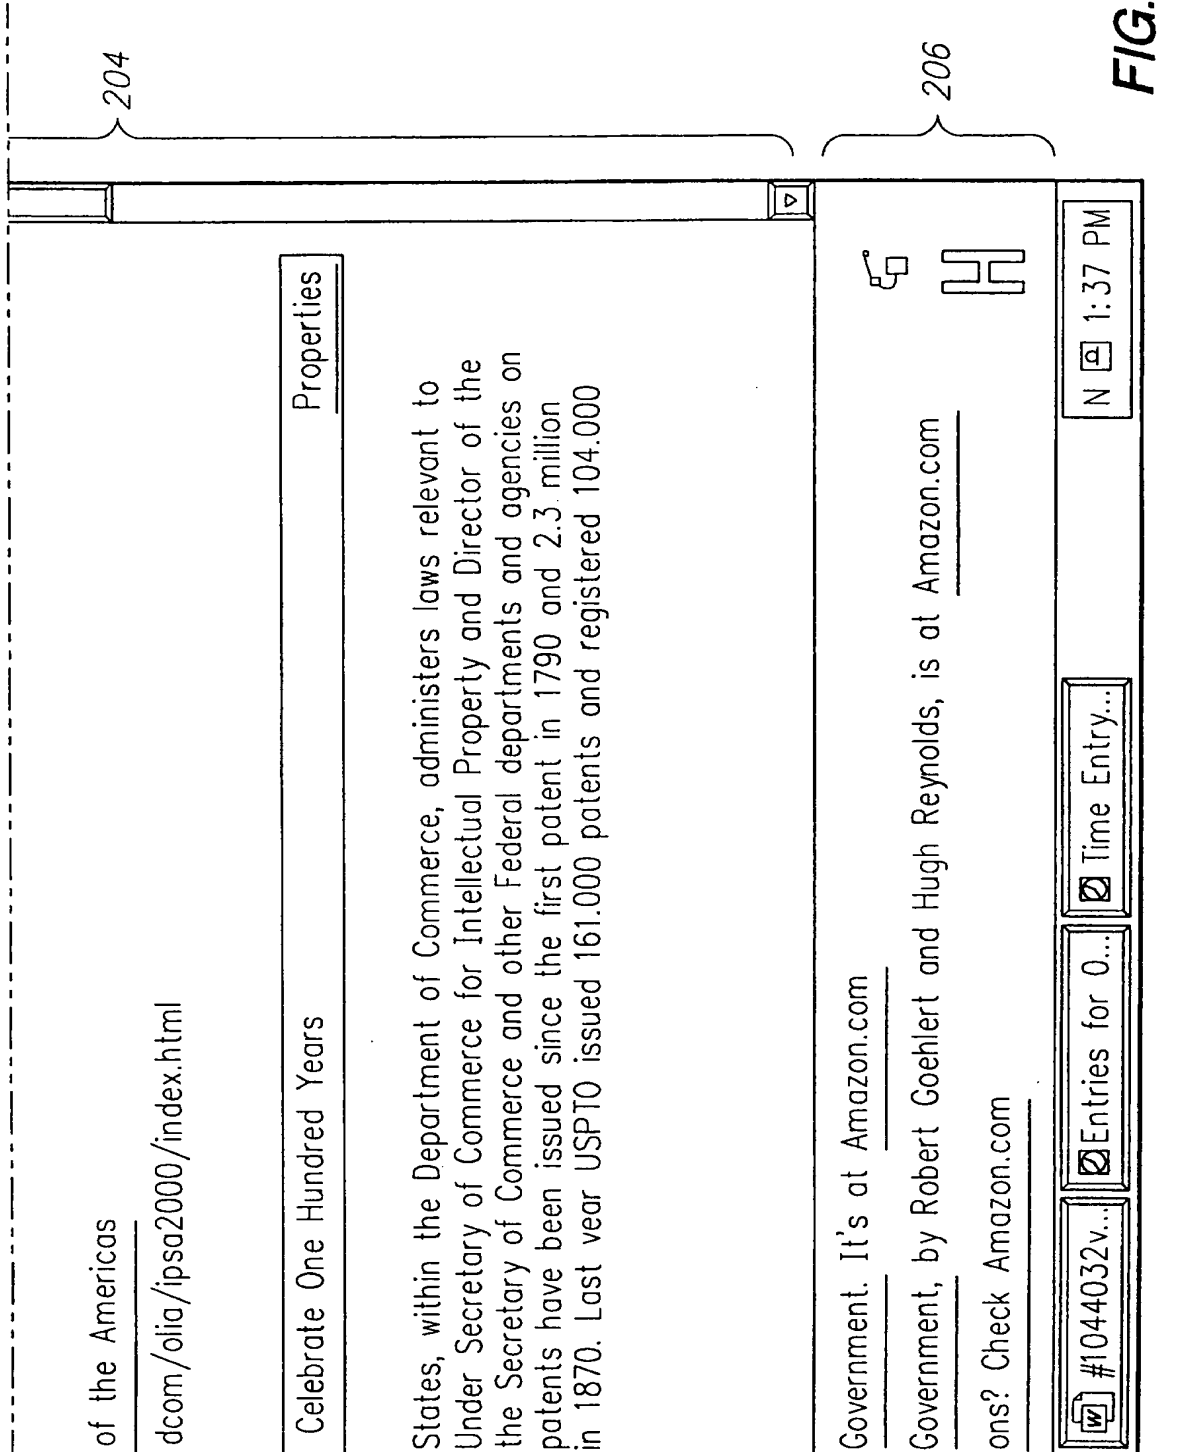 204
of the Americas
dcom/olia/ipsa2000/index.html
Celebrate One Hundred Years Properties
States, within the Department of Commerce, administers laws relevant to
Under Secretary of Commerce for Intellectual Property and Director of the
the Secretary of Commerce and other Federal departments and agencies on
patents have been issued since the first patent in 1790 and 2.3 million
in 1870. Last vear USPTO issued 161.000 patents and registered 104.000
206
Government. It's at Amazon.com
Government, by Robert Goehlert and Hugh Reynolds, is at Amazon.com
ons? Check Amazon.com
H
W #1044032v... Entries for O... Time Entry... N 1:37 PM
FIG.